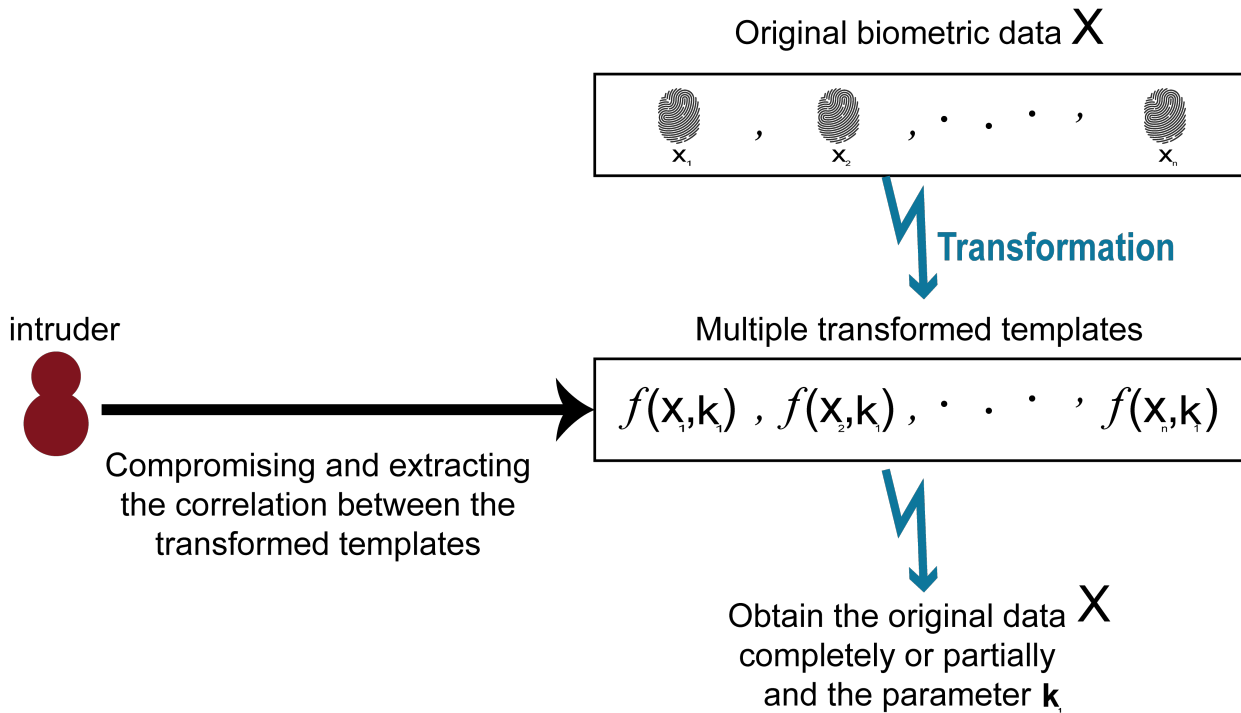 Original biometric data X
x₁ , x₂ , · . · , xₙ
Transformation
intruder
Multiple transformed templates
f(x₁,k₁) , f(x₂,k₁) , · . · , f(xₙ,k₁)
Compromising and extracting
the correlation between the
transformed templates
Obtain the original data X
completely or partially
and the parameter k₁